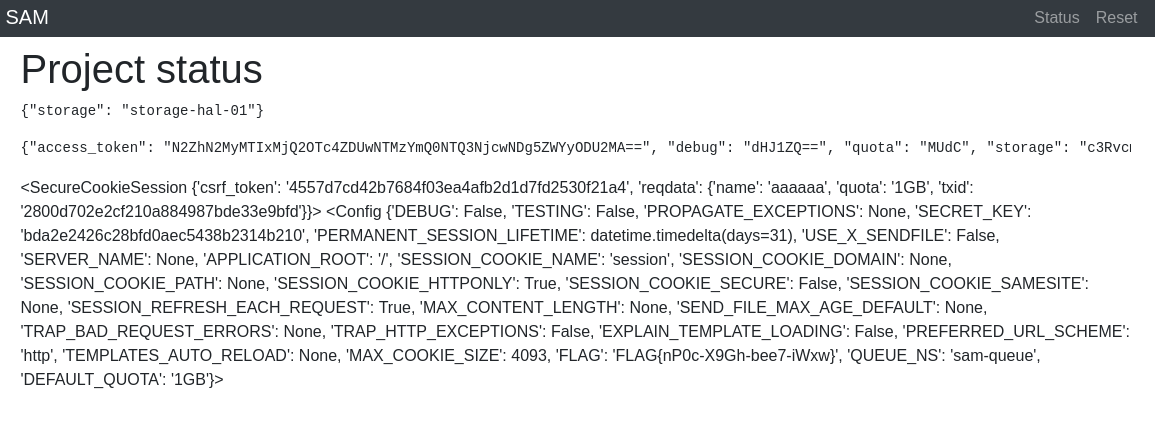 SAM
Status Reset
Project status
{"storage": "storage-hal-01"}
{"access_token": "N2ZhN2MyMTIxMjQ2OTc4ZDUwNTMzYmQ0NTQ3NjcwNDg5ZWYyODU2MA==", "debug": "dHJ1ZQ==", "quota": "MUdC", "storage": "c3Rvcm
<SecureCookieSession {'csrf_token': '4557d7cd42b7684f03ea4afb2d1d7fd2530f21a4', 'reqdata': {'name': 'aaaaaa', 'quota': '1GB', 'txid':
'2800d702e2cf210a884987bde33e9bfd'}}> <Config {'DEBUG': False, 'TESTING': False, 'PROPAGATE_EXCEPTIONS': None, 'SECRET_KEY':
'bda2e2426c28bfd0aec5438b2314b210', 'PERMANENT_SESSION_LIFETIME': datetime.timedelta(days=31), 'USE_X_SENDFILE': False,
'SERVER_NAME': None, 'APPLICATION_ROOT': '/', 'SESSION_COOKIE_NAME': 'session', 'SESSION_COOKIE_DOMAIN': None,
'SESSION_COOKIE_PATH': None, 'SESSION_COOKIE_HTTPONLY': True, 'SESSION_COOKIE_SECURE': False, 'SESSION_COOKIE_SAMESITE':
None, 'SESSION_REFRESH_EACH_REQUEST': True, 'MAX_CONTENT_LENGTH': None, 'SEND_FILE_MAX_AGE_DEFAULT': None,
'TRAP_BAD_REQUEST_ERRORS': None, 'TRAP_HTTP_EXCEPTIONS': False, 'EXPLAIN_TEMPLATE_LOADING': False, 'PREFERRED_URL_SCHEME':
'http', 'TEMPLATES_AUTO_RELOAD': None, 'MAX_COOKIE_SIZE': 4093, 'FLAG': 'FLAG{nP0c-X9Gh-bee7-iWxw}', 'QUEUE_NS': 'sam-queue',
'DEFAULT_QUOTA': '1GB'}>